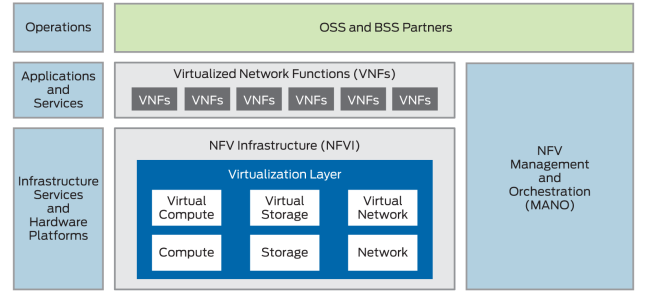 Operations
OSS and BSS Partners
Applications
and
Services
Virtualized Network Functions (VNFs)
VNFs VNFs VNFs VNFs VNFs VNFs
Infrastructure
Services
and
Hardware
Platforms
NFV Infrastructure (NFVI)
Virtualization Layer
Virtual
Compute
Virtual
Storage
Virtual
Network
Compute
Storage
Network
NFV
Management
and
Orchestration
(MANO)